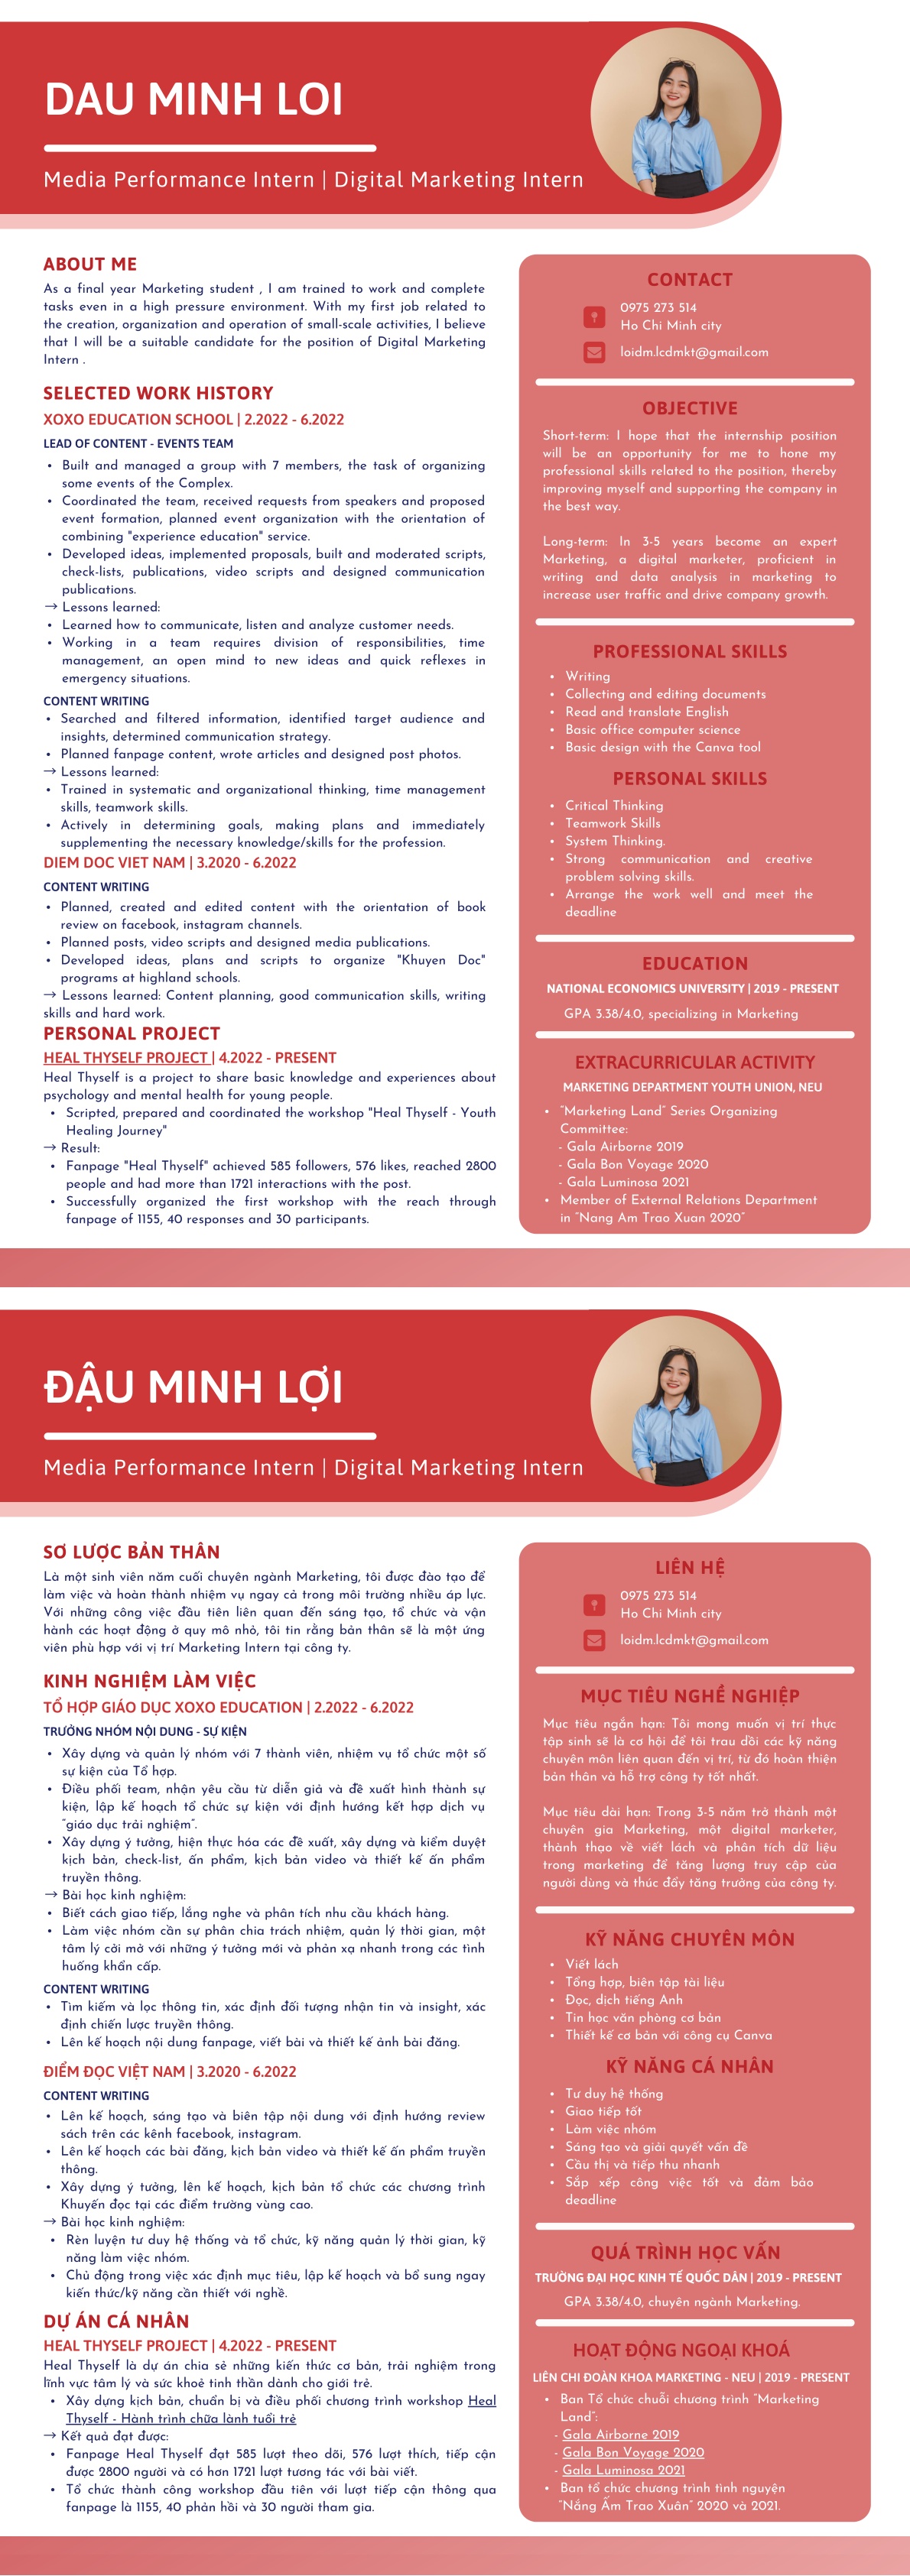 DAU MINH LOI
Media Performance Intern | Digital Marketing Intern
ABOUT ME
As a final year Marketing student , I am trained to work and complete
tasks even in a high pressure environment. With my first job related to
the creation, organization and operation of small-scale activities, I believe
that I will be a suitable candidate for the position of Digital Marketing
Intern .
SELECTED WORK HISTORY
XOXO EDUCATION SCHOOL | 2.2022 - 6.2022
LEAD OF CONTENT - EVENTS TEAM
• Built and managed a group with 7 members, the task of organizing
some events of the Complex.
• Coordinated the team, received requests from speakers and proposed
event formation, planned event organization with the orientation of
combining "experience education" service.
• Developed ideas, implemented proposals, built and moderated scripts,
check-lists, publications, video scripts and designed communication
publications.
→ Lessons learned:
• Learned how to communicate, listen and analyze customer needs.
• Working in a team requires division of responsibilities, time
management, an open mind to new ideas and quick reflexes in
emergency situations.
CONTENT WRITING
• Searched and filtered information, identified target audience and
insights, determined communication strategy.
• Planned fanpage content, wrote articles and designed post photos.
→ Lessons learned:
• Trained in systematic and organizational thinking, time management
skills, teamwork skills.
• Actively in determining goals, making plans and immediately
supplementing the necessary knowledge/skills for the profession.
DIEM DOC VIET NAM | 3.2020 - 6.2022
CONTENT WRITING
• Planned, created and edited content with the orientation of book
review on facebook, instagram channels.
• Planned posts, video scripts and designed media publications.
• Developed ideas, plans and scripts to organize "Khuyen Doc"
programs at highland schools.
→ Lessons learned: Content planning, good communication skills, writing
skills and hard work.
PERSONAL PROJECT
HEAL THYSELF PROJECT | 4.2022 - PRESENT
Heal Thyself is a project to share basic knowledge and experiences about
psychology and mental health for young people.
• Scripted, prepared and coordinated the workshop "Heal Thyself - Youth
Healing Journey"
→ Result:
• Fanpage "Heal Thyself" achieved 585 followers, 576 likes, reached 2800
people and had more than 1721 interactions with the post.
• Successfully organized the first workshop with the reach through
fanpage of 1155, 40 responses and 30 participants.
CONTACT
0975 273 514
Ho Chi Minh city
loidm.lcdmkt@gmail.com
OBJECTIVE
Short-term: I hope that the internship position
will be an opportunity for me to hone my
professional skills related to the position, thereby
improving myself and supporting the company in
the best way.
Long-term: In 3-5 years become an expert
Marketing, a digital marketer, proficient in
writing and data analysis in marketing to
increase user traffic and drive company growth.
PROFESSIONAL SKILLS
• Writing
• Collecting and editing documents
• Read and translate English
• Basic office computer science
• Basic design with the Canva tool
PERSONAL SKILLS
• Critical Thinking
• Teamwork Skills
• System Thinking.
• Strong communication and creative
problem solving skills.
• Arrange the work well and meet the
deadline
EDUCATION
NATIONAL ECONOMICS UNIVERSITY | 2019 - PRESENT
GPA 3.38/4.0, specializing in Marketing
EXTRACURRICULAR ACTIVITY
MARKETING DEPARTMENT YOUTH UNION, NEU
• “Marketing Land” Series Organizing
Committee:
- Gala Airborne 2019
- Gala Bon Voyage 2020
- Gala Luminosa 2021
• Member of External Relations Department
in “Nang Am Trao Xuan 2020”
ĐẬU MINH LỢI
Media Performance Intern | Digital Marketing Intern
SƠ LƯỢC BẢN THÂN
Là một sinh viên năm cuối chuyên ngành Marketing, tôi được đào tạo để
làm việc và hoàn thành nhiệm vụ ngay cả trong môi trường nhiều áp lực.
Với những công việc đầu tiên liên quan đến sáng tạo, tổ chức và vận
hành các hoạt động ở quy mô nhỏ, tôi tin rằng bản thân sẽ là một ứng
viên phù hợp với vị trí Marketing Intern tại công ty.
KINH NGHIỆM LÀM VIỆC
TỔ HỢP GIÁO DỤC XOXO EDUCATION | 2.2022 - 6.2022
TRƯỞNG NHÓM NỘI DUNG - SỰ KIỆN
• Xây dựng và quản lý nhóm với 7 thành viên, nhiệm vụ tổ chức một số
sự kiện của Tổ hợp.
• Điều phối team, nhận yêu cầu từ diễn giả và đề xuất hình thành sự
kiện, lập kế hoạch tổ chức sự kiện với định hướng kết hợp dịch vụ
“giáo dục trải nghiệm”.
• Xây dựng ý tưởng, hiện thực hóa các đề xuất, xây dựng và kiểm duyệt
kịch bản, check-list, ấn phẩm, kịch bản video và thiết kế ấn phẩm
truyền thông.
→ Bài học kinh nghiệm:
• Biết cách giao tiếp, lắng nghe và phân tích nhu cầu khách hàng.
• Làm việc nhóm cần sự phân chia trách nhiệm, quản lý thời gian, một
tâm lý cởi mở với những ý tưởng mới và phản xạ nhanh trong các tình
huống khẩn cấp.
CONTENT WRITING
• Tìm kiếm và lọc thông tin, xác định đối tượng nhận tin và insight, xác
định chiến lược truyền thông.
• Lên kế hoạch nội dung fanpage, viết bài và thiết kế ảnh bài đăng.
ĐIỂM ĐỌC VIỆT NAM | 3.2020 - 6.2022
CONTENT WRITING
• Lên kế hoạch, sáng tạo và biên tập nội dung với định hướng review
sách trên các kênh facebook, instagram.
• Lên kế hoạch các bài đăng, kịch bản video và thiết kế ấn phẩm truyền
thông.
• Xây dựng ý tưởng, lên kế hoạch, kịch bản tổ chức các chương trình
Khuyến đọc tại các điểm trường vùng cao.
→ Bài học kinh nghiệm:
• Rèn luyện tư duy hệ thống và tổ chức, kỹ năng quản lý thời gian, kỹ
năng làm việc nhóm.
• Chủ động trong việc xác định mục tiêu, lập kế hoạch và bổ sung ngay
kiến thức/kỹ năng cần thiết với nghề.
DỰ ÁN CÁ NHÂN
HEAL THYSELF PROJECT | 4.2022 - PRESENT
Heal Thyself là dự án chia sẻ những kiến thức cơ bản, trải nghiệm trong
lĩnh vực tâm lý và sức khoẻ tinh thần dành cho giới trẻ.
• Xây dựng kịch bản, chuẩn bị và điều phối chương trình workshop Heal
Thyself - Hành trình chữa lành tuổi trẻ
→ Kết quả đạt được:
• Fanpage Heal Thyself đạt 585 lượt theo dõi, 576 lượt thích, tiếp cận
được 2800 người và có hơn 1721 lượt tương tác với bài viết.
• Tổ chức thành công workshop đầu tiên với lượt tiếp cận thông qua
fanpage là 1155, 40 phản hồi và 30 người tham gia.
LIÊN HỆ
0975 273 514
Ho Chi Minh city
loidm.lcdmkt@gmail.com
MỤC TIÊU NGHỀ NGHIỆP
Mục tiêu ngắn hạn: Tôi mong muốn vị trí thực
tập sinh sẽ là cơ hội để tôi trau dồi các kỹ năng
chuyên môn liên quan đến vị trí, từ đó hoàn thiện
bản thân và hỗ trợ công ty tốt nhất.
Mục tiêu dài hạn: Trong 3-5 năm trở thành một
chuyên gia Marketing, một digital marketer,
thành thạo về viết lách và phân tích dữ liệu
trong marketing để tăng lượng truy cập của
người dùng và thúc đẩy tăng trưởng của công ty.
KỸ NĂNG CHUYÊN MÔN
• Viết lách
• Tổng hợp, biên tập tài liệu
• Đọc, dịch tiếng Anh
• Tin học văn phòng cơ bản
• Thiết kế cơ bản với công cụ Canva
KỸ NĂNG CÁ NHÂN
• Tư duy hệ thống
• Giao tiếp tốt
• Làm việc nhóm
• Sáng tạo và giải quyết vấn đề
• Cầu thị và tiếp thu nhanh
• Sắp xếp công việc tốt và đảm bảo
deadline
QUÁ TRÌNH HỌC VẤN
TRƯỜNG ĐẠI HỌC KINH TẾ QUỐC DÂN | 2019 - PRESENT
GPA 3.38/4.0, chuyên ngành Marketing.
HOẠT ĐỘNG NGOẠI KHOÁ
LIÊN CHI ĐOÀN KHOA MARKETING - NEU | 2019 - PRESENT
• Ban Tổ chức chuỗi chương trình “Marketing
Land”:
- Gala Airborne 2019
- Gala Bon Voyage 2020
- Gala Luminosa 2021
• Ban tổ chức chương trình tình nguyện
“Nắng Ấm Trao Xuân” 2020 và 2021.